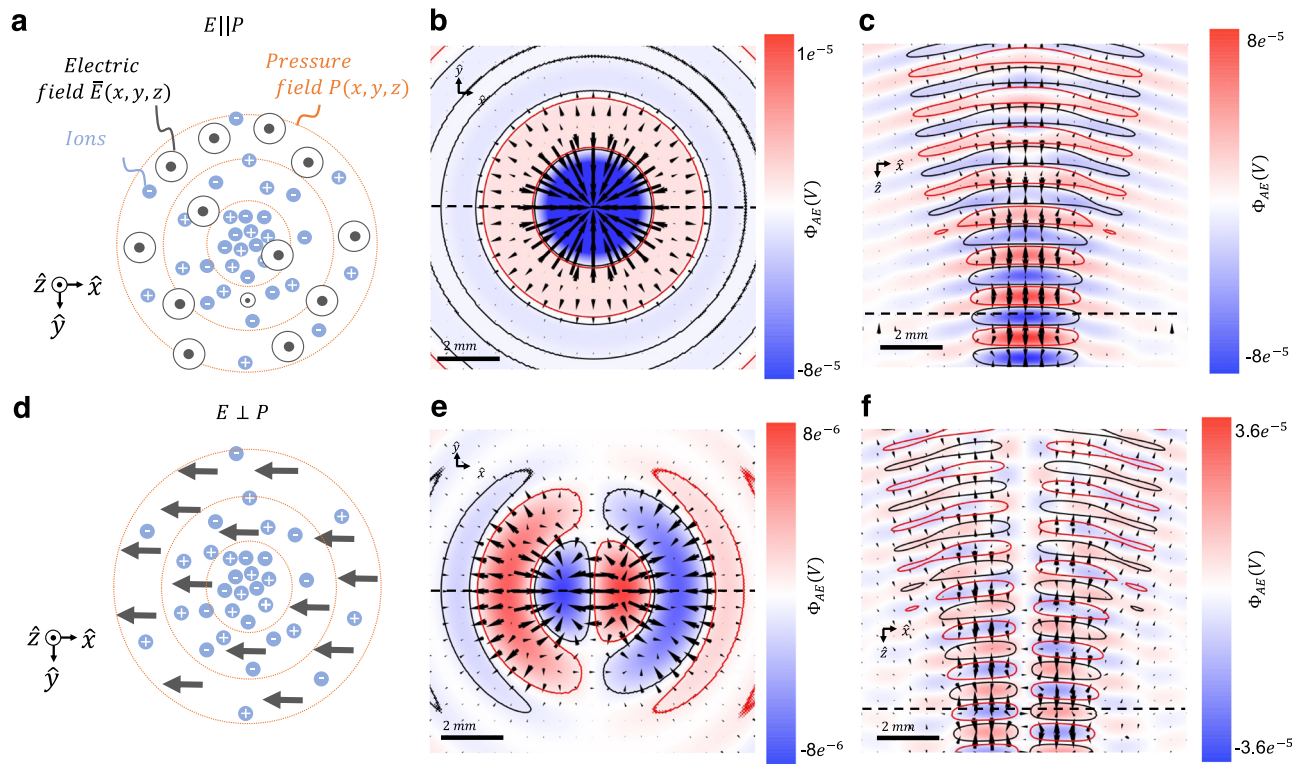 a
E||P
Electric
field E̅(x, y, z)
Pressure
field P(x, y, z)
Ions
ẑ
x̂
ŷ
b
ŷ
x̂
2 mm
1e⁻⁵
Φ_AE(V)
-8e⁻⁵
c
x̂
ẑ
2 mm
8e⁻⁵
Φ_AE(V)
-8e⁻⁵
d
E ⊥ P
ẑ
x̂
ŷ
e
ŷ
x̂
2 mm
8e⁻⁶
Φ_AE(V)
-8e⁻⁶
f
x̂
ẑ
2 mm
3.6e⁻⁵
Φ_AE(V)
-3.6e⁻⁵